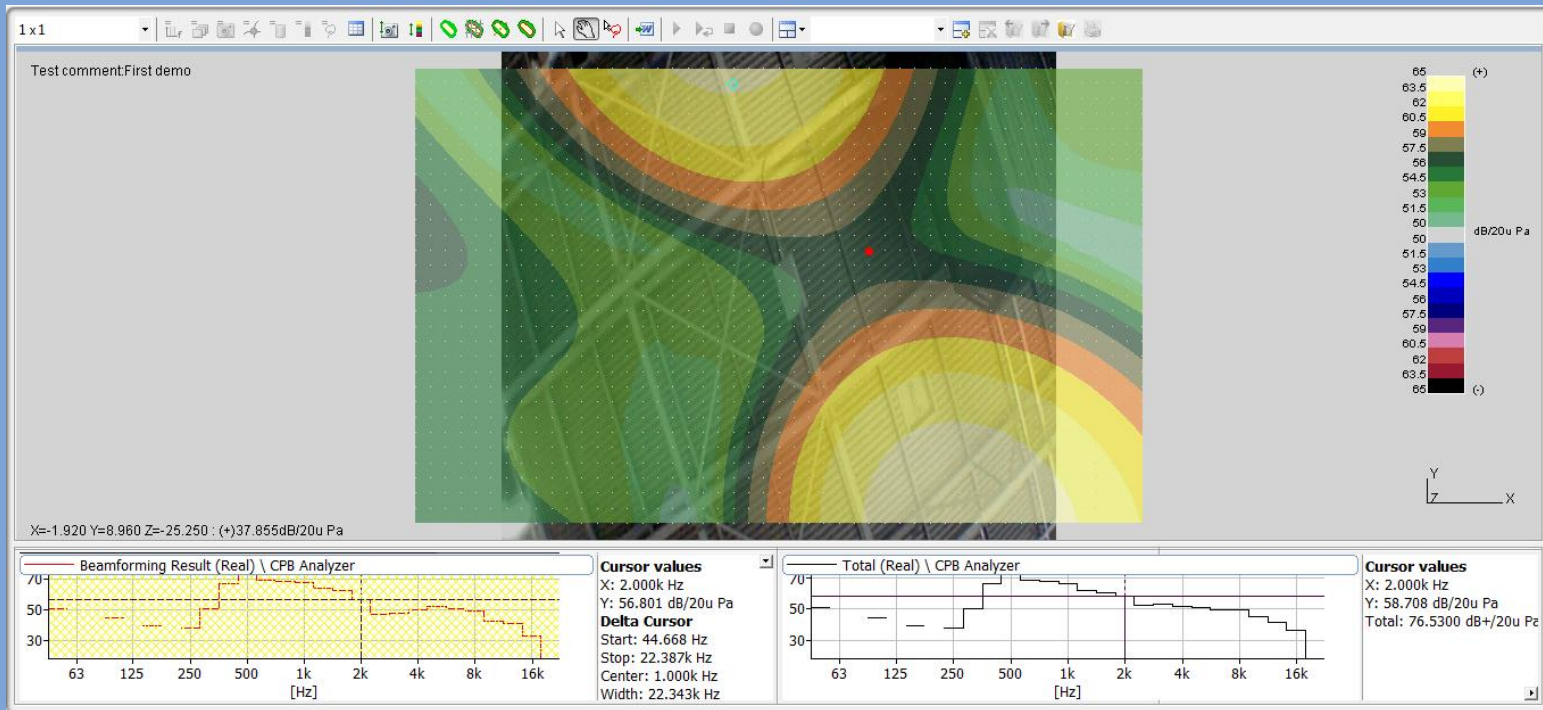 1 x 1
Test comment:First demo
65 (+)
63.5
62
60.5
59
57.5
56
54.5
53
51.5
50
50 dB/20u Pa
51.5
53
54.5
56
57.5
59
60.5
62
63.5
65 (-)
Y
Z X
X=-1.920 Y=8.960 Z=-25.250 : (+)37.855dB/20u Pa
Beamforming Result (Real) \ CPB Analyzer
70
50
30
63 125 250 500 1k 2k 4k 8k 16k
[Hz]
Cursor values
X: 2.000k Hz
Y: 56.801 dB/20u Pa
Delta Cursor
Start: 44.668 Hz
Stop: 22.387k Hz
Center: 1.000k Hz
Width: 22.343k Hz
Total (Real) \ CPB Analyzer
70
50
30
63 125 250 500 1k 2k 4k 8k 16k
[Hz]
Cursor values
X: 2.000k Hz
Y: 58.708 dB/20u Pa
Total: 76.5300 dB+/20u Pa